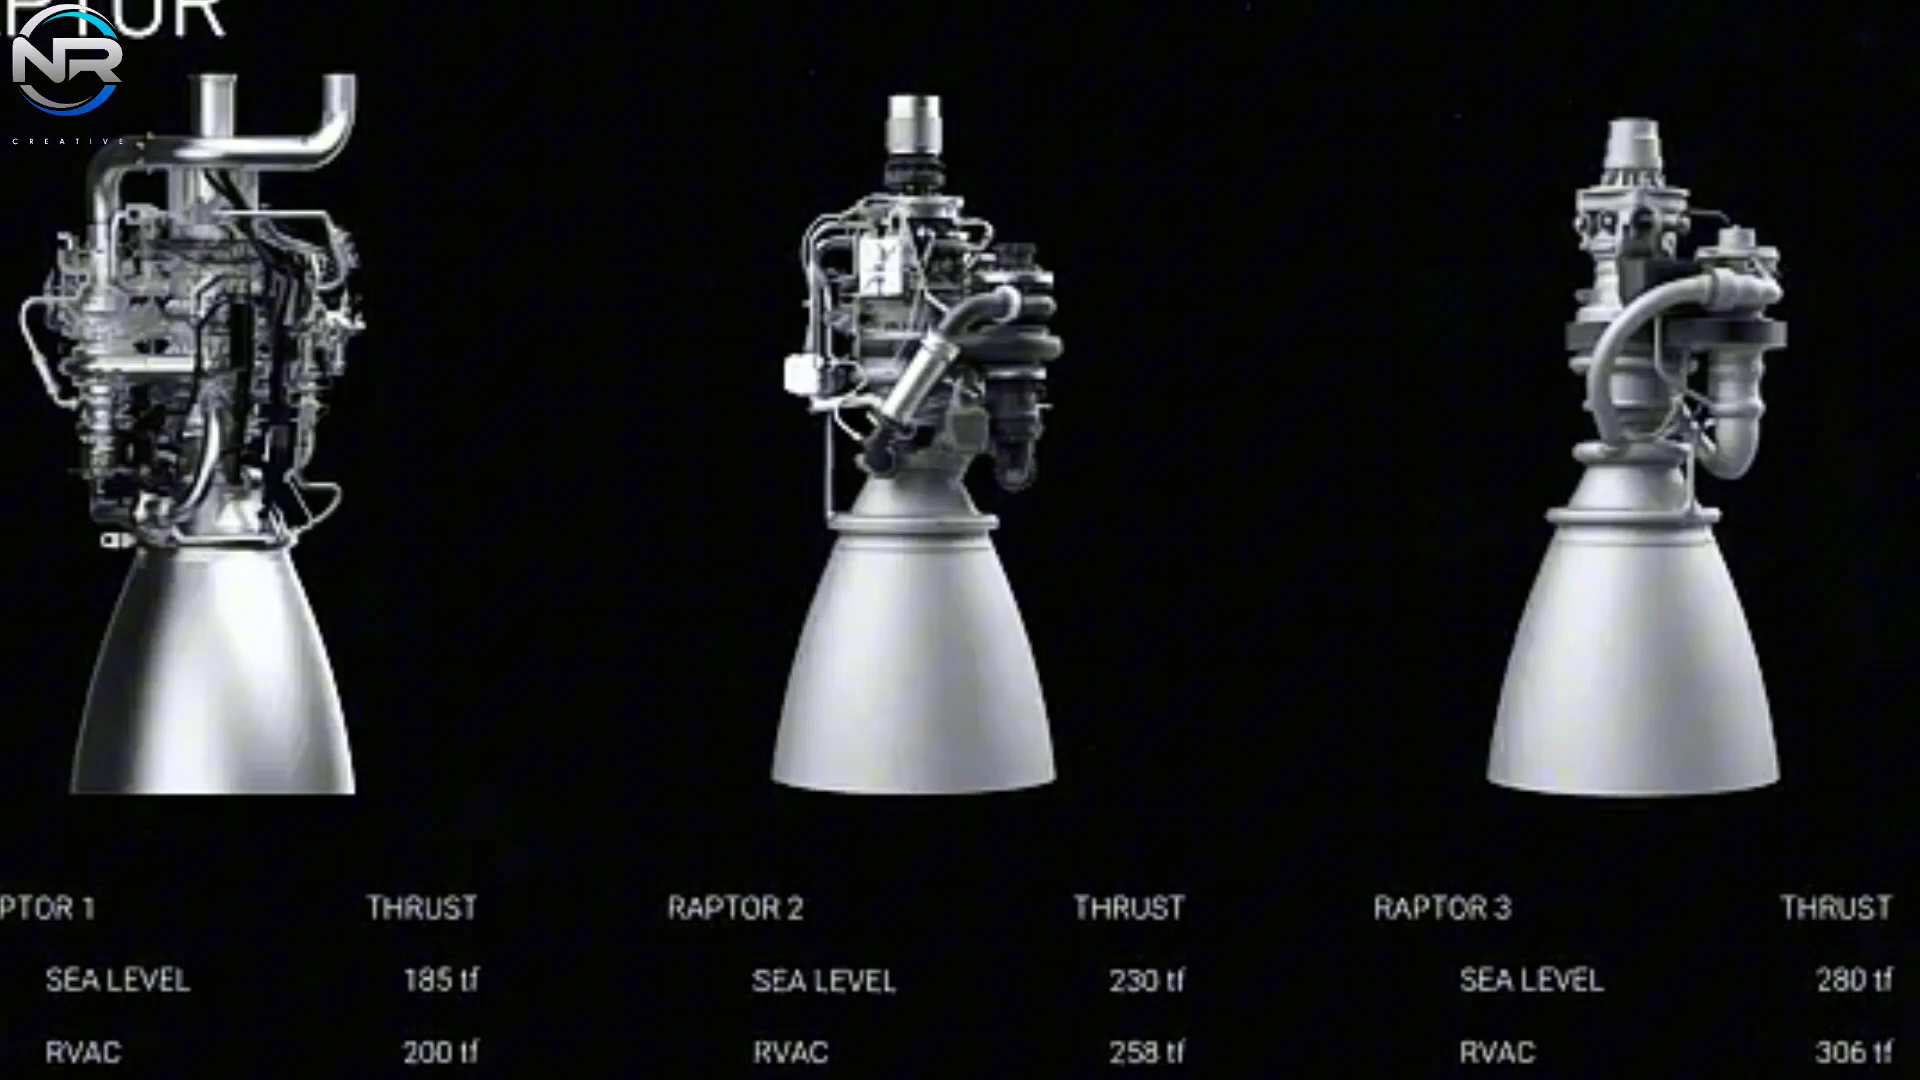 PTOR
NR
CREATIVE
PTOR 1 THRUST
SEA LEVEL 185 tf
RVAC 200 tf
RAPTOR 2 THRUST
SEA LEVEL 230 tf
RVAC 258 tf
RAPTOR 3 THRUST
SEA LEVEL 280 tf
RVAC 306 tf